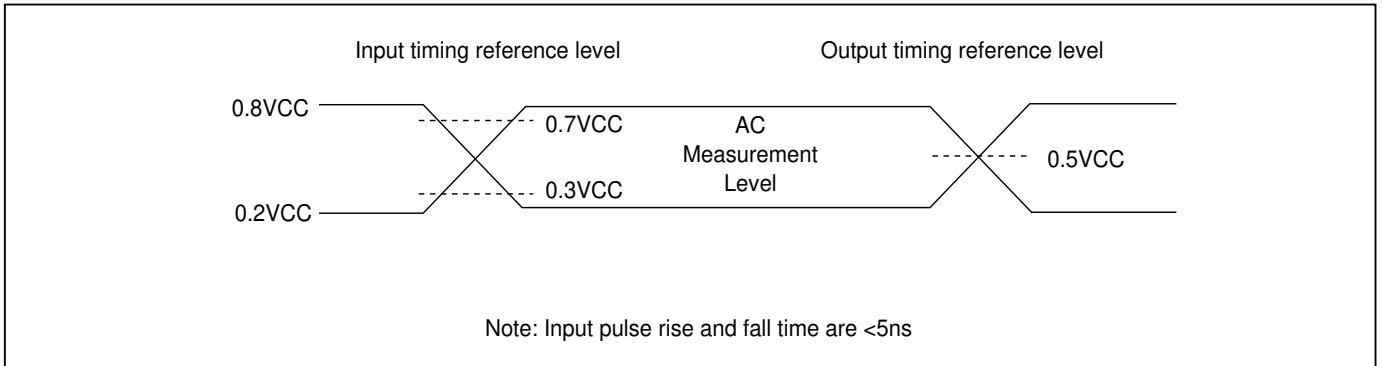 Input timing reference level
Output timing reference level
0.8VCC
0.7VCC
AC
Measurement
Level
0.5VCC
0.3VCC
0.2VCC
Note: Input pulse rise and fall time are <5ns